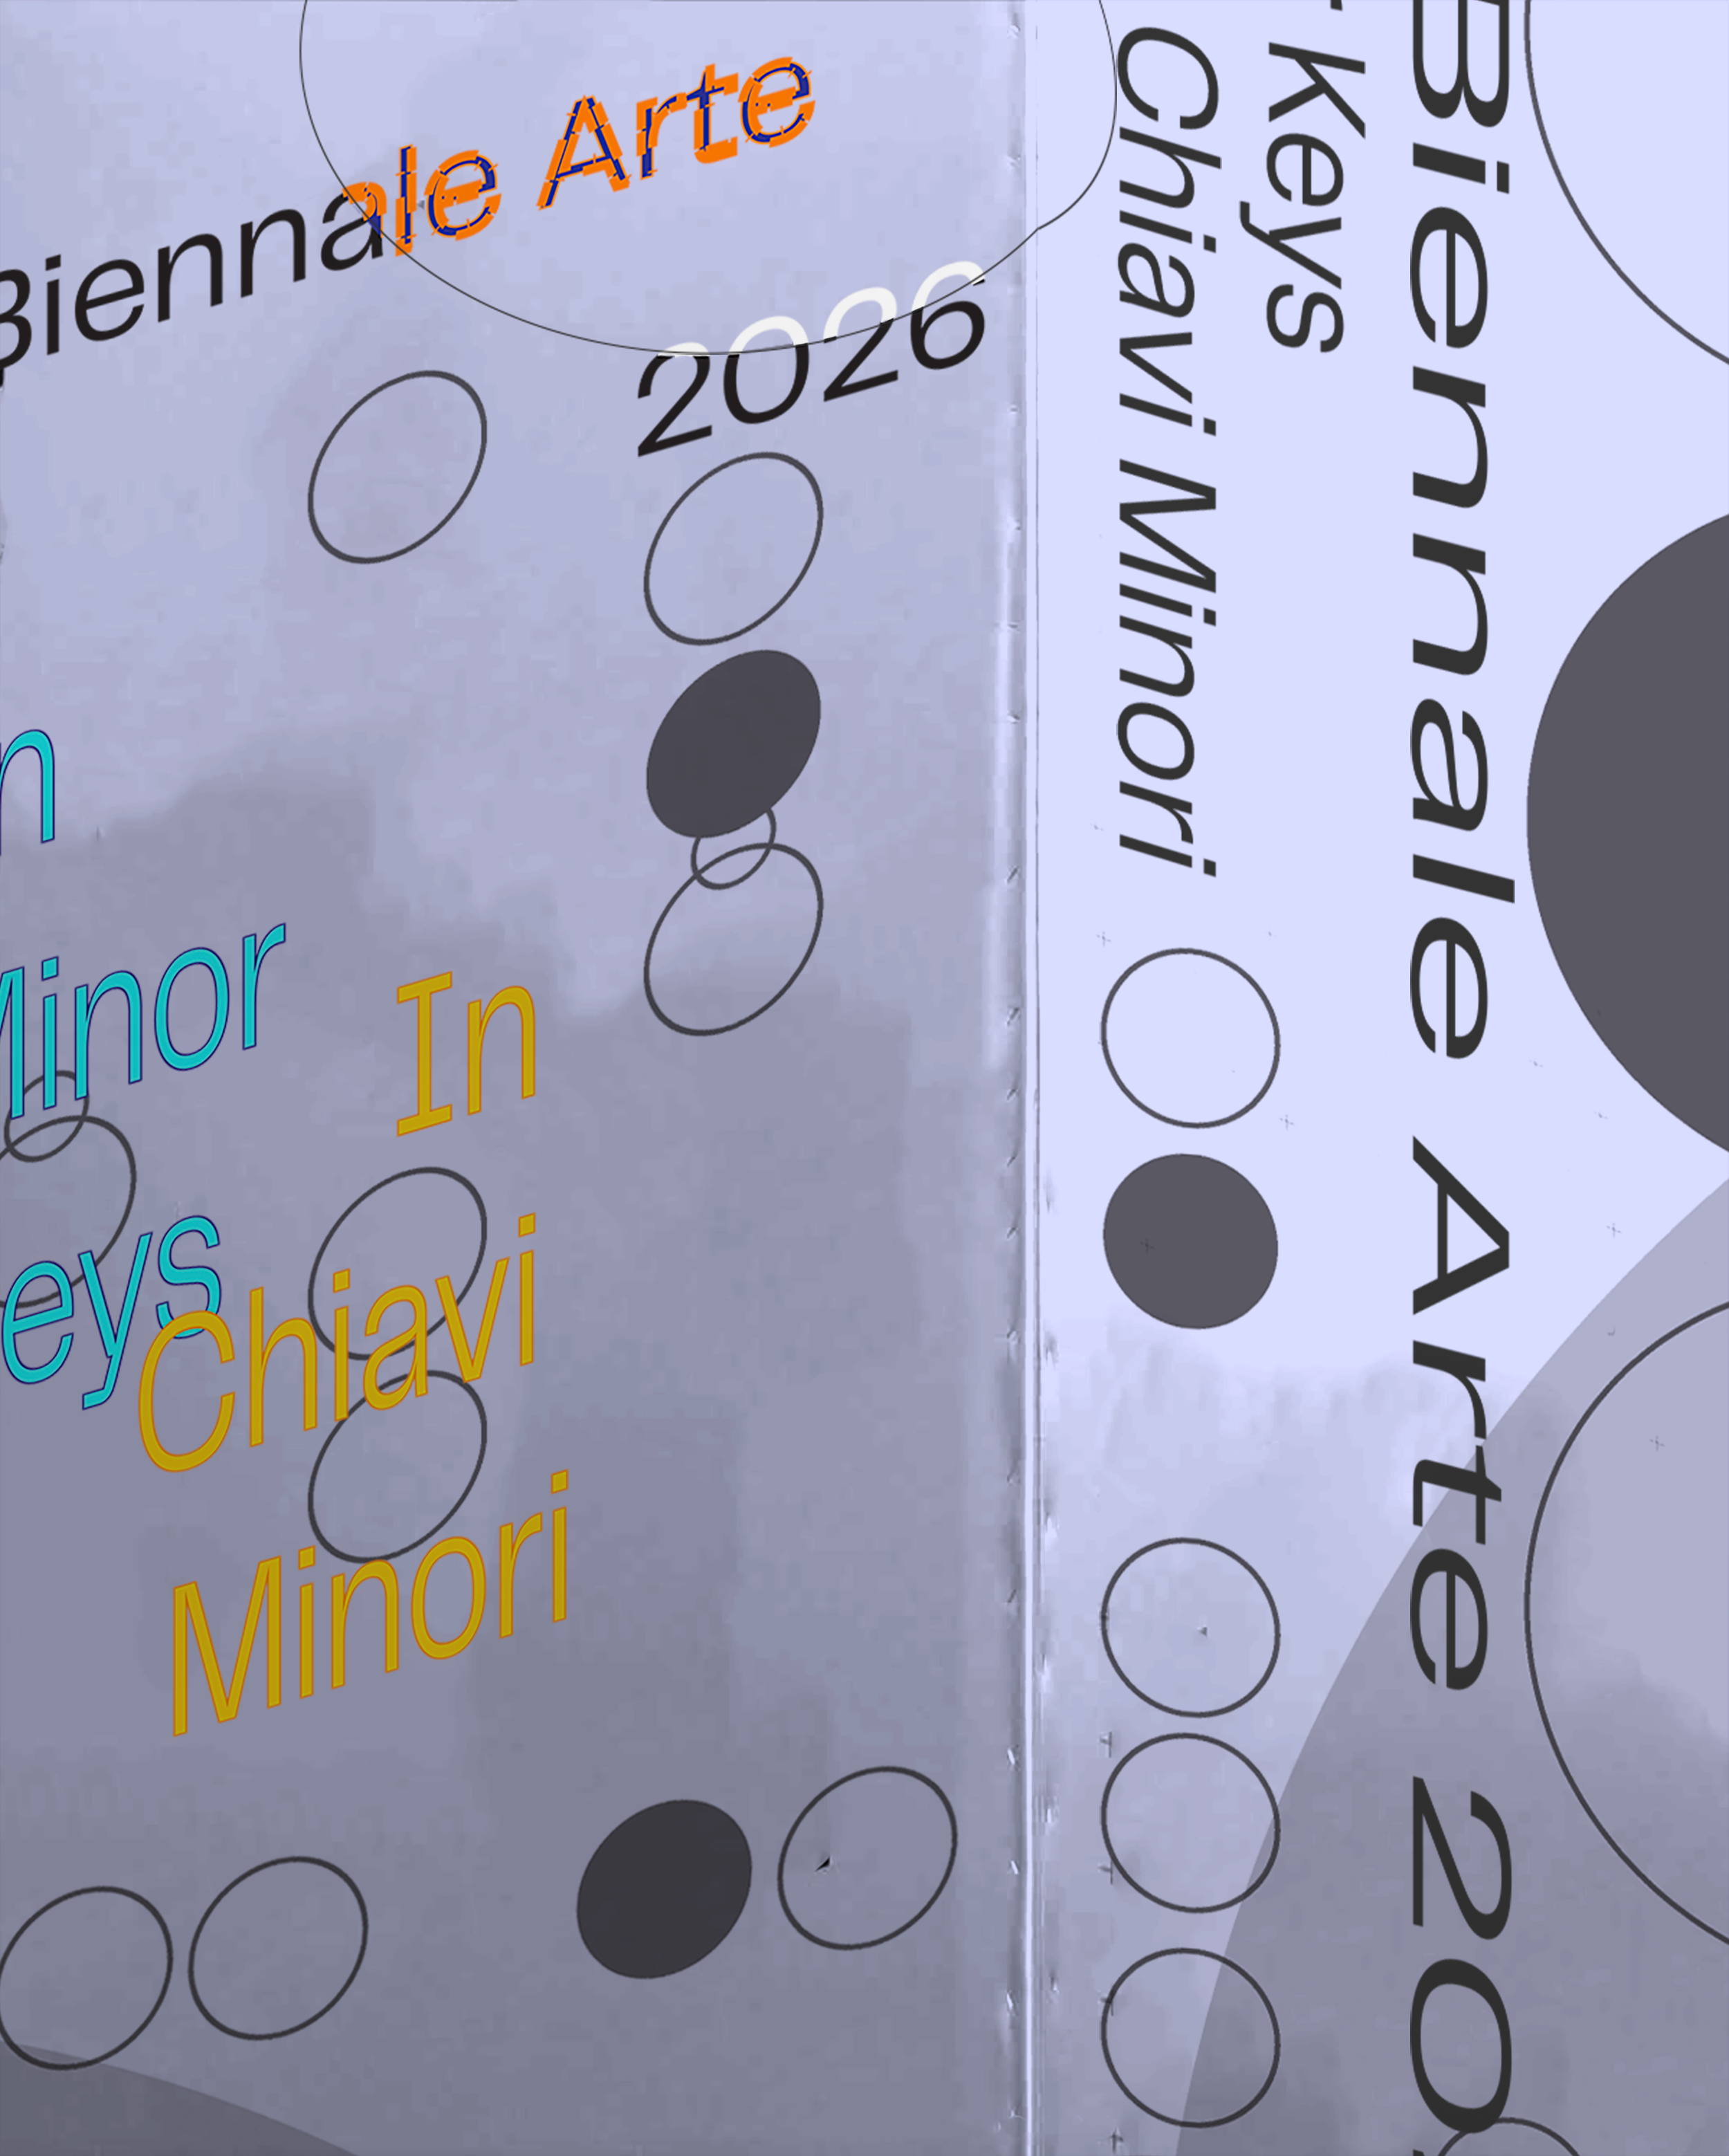 Biennale Arte
2026
n
Minor
eys
In
Chiavi
Minori
Keys
Chiavi Minori
Biennale Arte 20